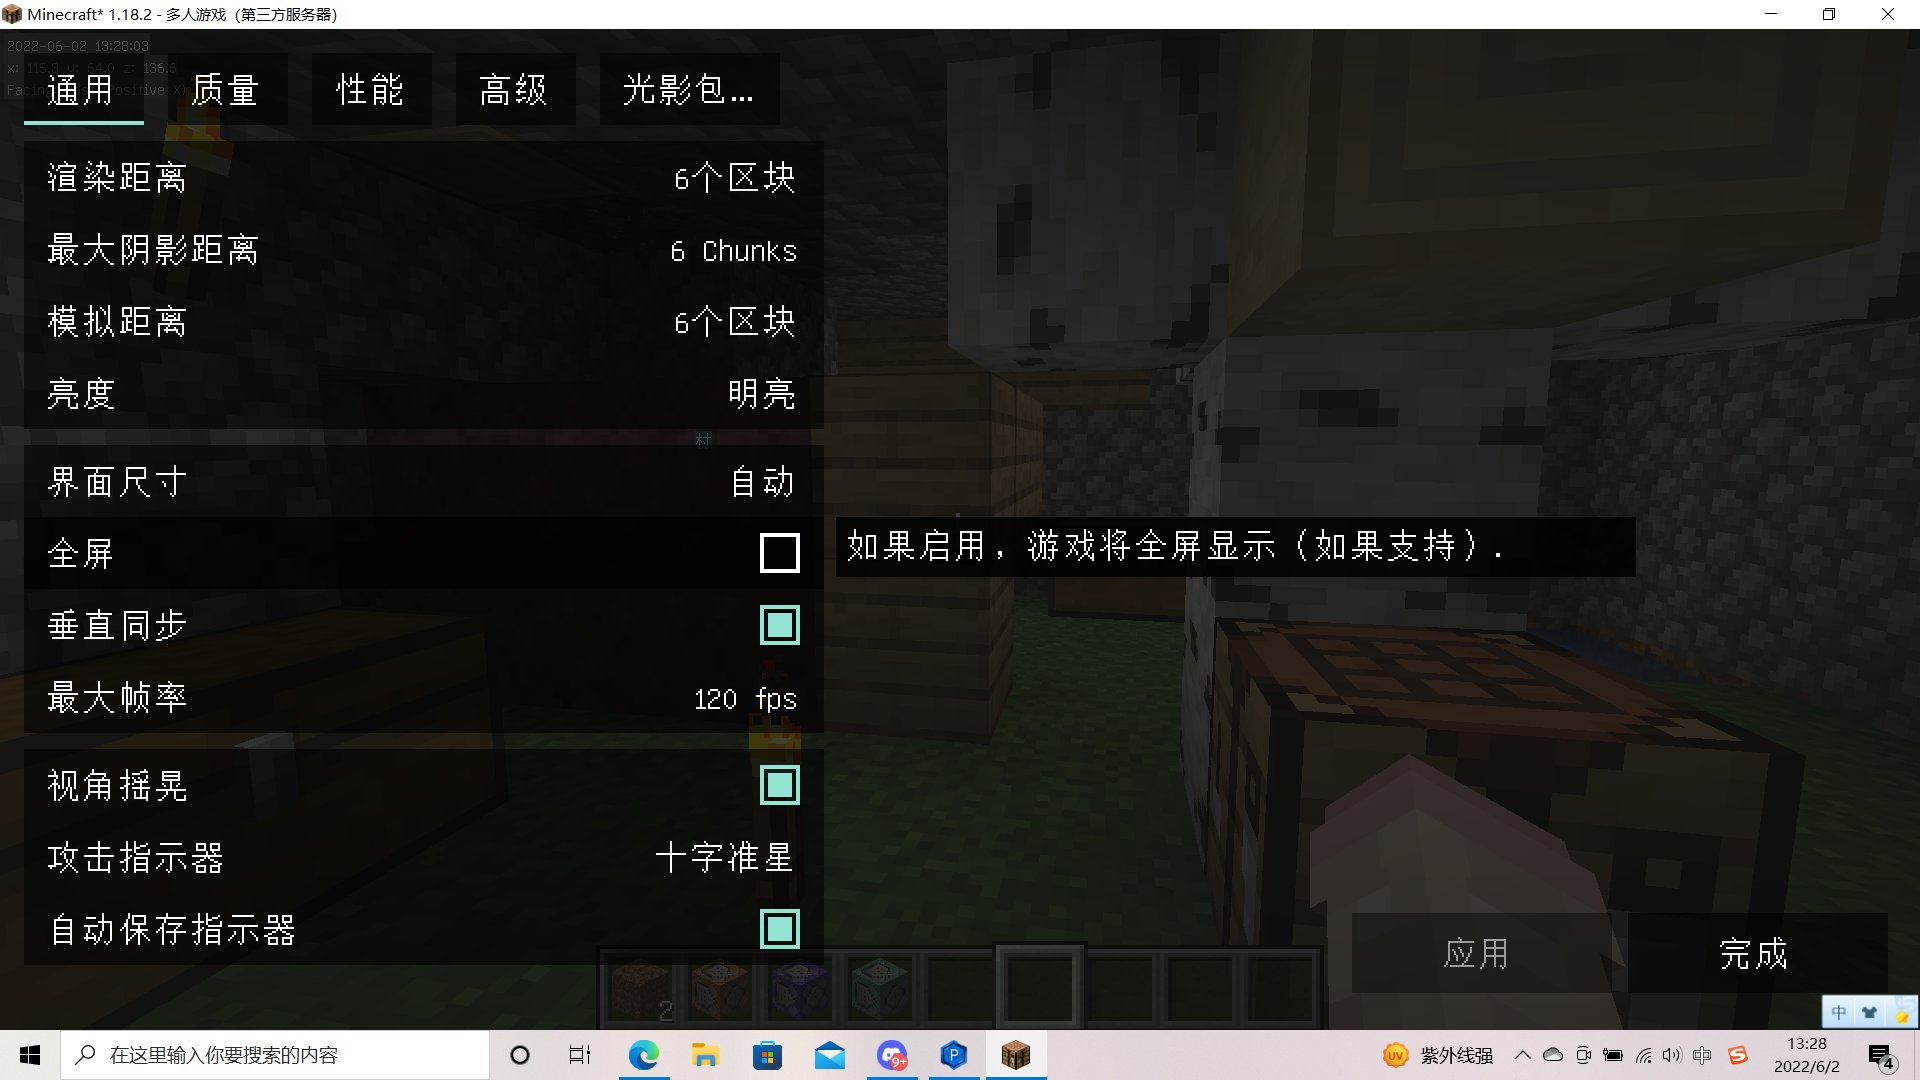 Minecraft* 1.18.2 - 多人游戏（第三方服务器）
2022-06-02 13:28:03
通用
质量
性能
高级
光影包...
渲染距离 6个区块
最大阴影距离 6 Chunks
模拟距离 6个区块
亮度 明亮
村
界面尺寸 自动
全屏
如果启用，游戏将全屏显示（如果支持）.
垂直同步
最大帧率 120 fps
视角摇晃
攻击指示器 十字准星
自动保存指示器
2
应用
完成
中
在这里输入你要搜索的内容
9+
P
UV
紫外线强
中
S
13:28
2022/6/2
4